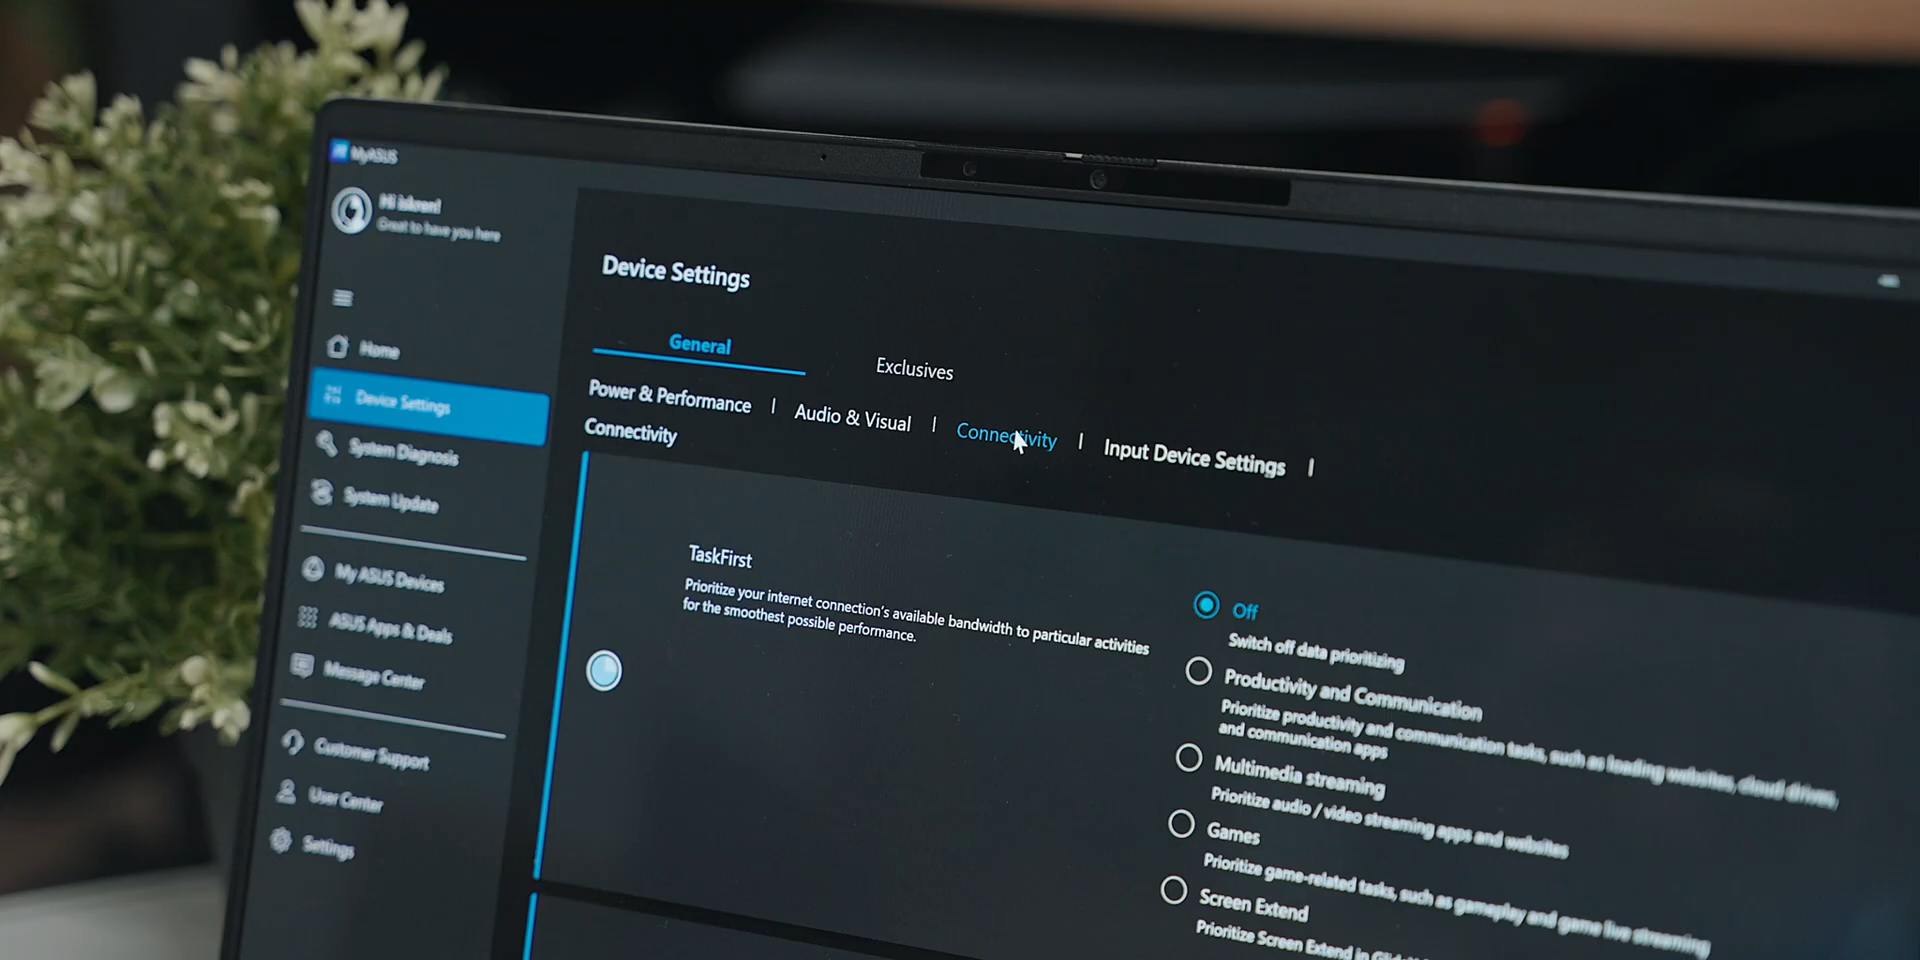 MyASUS
Hi iskren!
Great to have you here
Home
Device Settings
System Diagnosis
System Update
My ASUS Devices
ASUS Apps & Deals
Message Center
Customer Support
User Center
Settings
Device Settings
General
Exclusives
Power & Performance | Audio & Visual | Connectivity | Input Device Settings |
Connectivity
TaskFirst
Prioritize your internet connection's available bandwidth to particular activities
for the smoothest possible performance.
Off
Switch off data prioritizing
Productivity and Communication
Prioritize productivity and communication tasks, such as loading websites, cloud drives,
and communication apps
Multimedia streaming
Prioritize audio / video streaming apps and websites
Games
Prioritize game-related tasks, such as gameplay and game live streaming
Screen Extend
Prioritize Screen Extend in